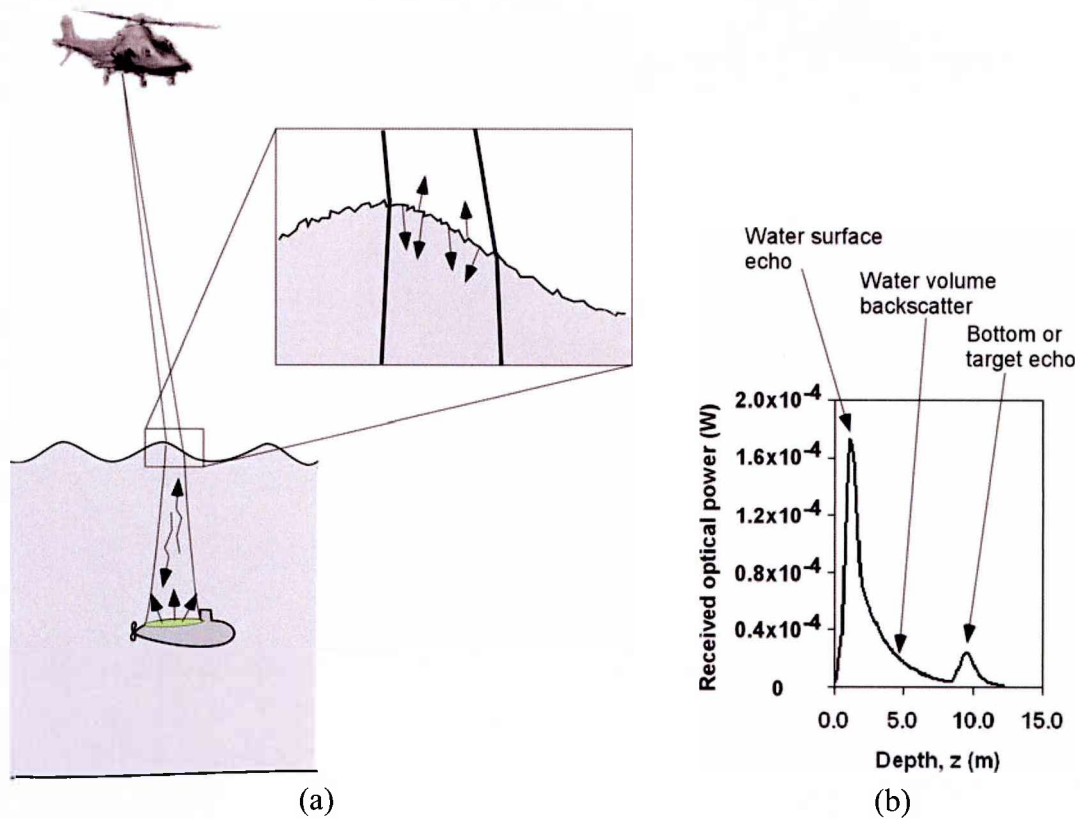 Water surface
echo
Water volume
backscatter
Bottom or
target echo
Received optical power (W)
2.0x10⁻⁴
1.6x10⁻⁴
1.2x10⁻⁴
0.8x10⁻⁴
0.4x10⁻⁴
0
0.0 5.0 10.0 15.0
Depth, z (m)
(a)
(b)